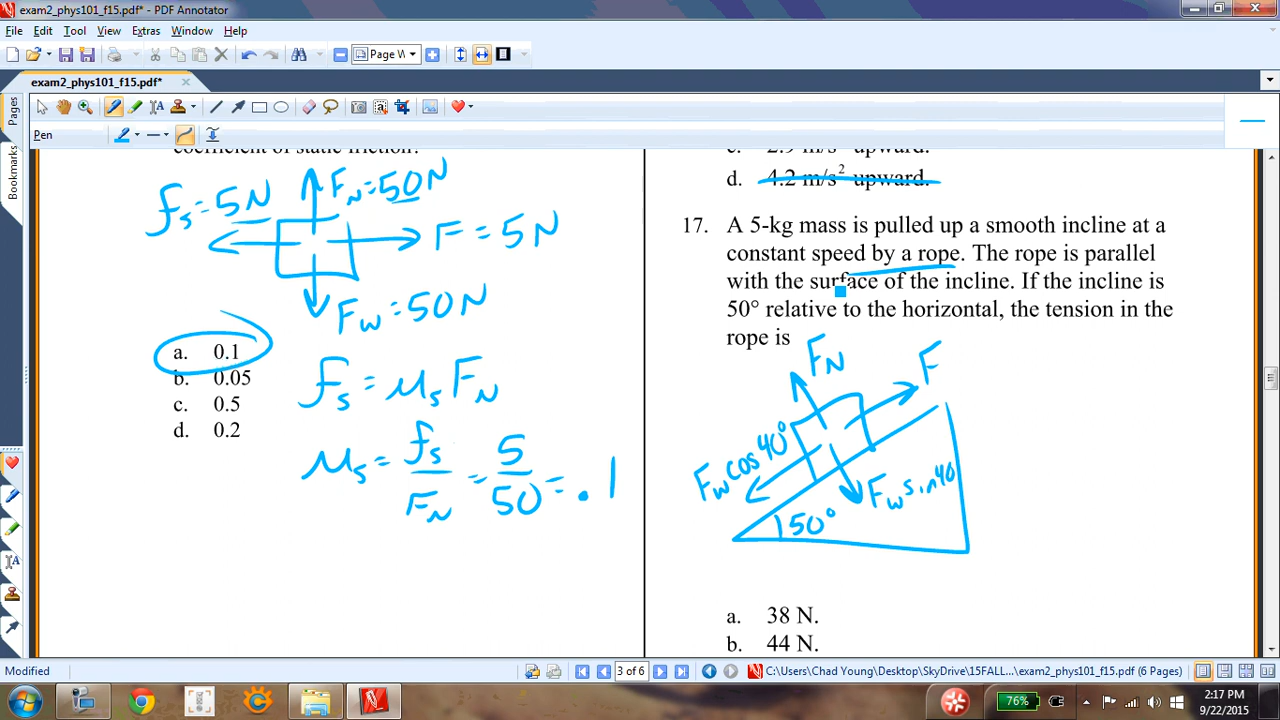 exam2_phys101_f15.pdf* - PDF Annotator
File Edit Tool View Extras Window Help
Page W
exam2_phys101_f15.pdf*
Pen
Pages
Bookmarks
fs = 5N
FN = 50N
F = 5N
FW = 50N
a. 0.1
b. 0.05
c. 0.5
d. 0.2
fs = μs FN
μs = fs/FN = 5/50 = .1
d. 4.2 m/s² upward.
17. A 5-kg mass is pulled up a smooth incline at a
constant speed by a rope. The rope is parallel
with the surface of the incline. If the incline is
50° relative to the horizontal, the tension in the
rope is
FN
F
FW cos40°
FW sin40
50°
a. 38 N.
b. 44 N.
Modified
3 of 6
C:\Users\Chad Young\Desktop\SkyDrive\15FALL...\exam2_phys101_f15.pdf (6 Pages)
76%
2:17 PM
9/22/2015